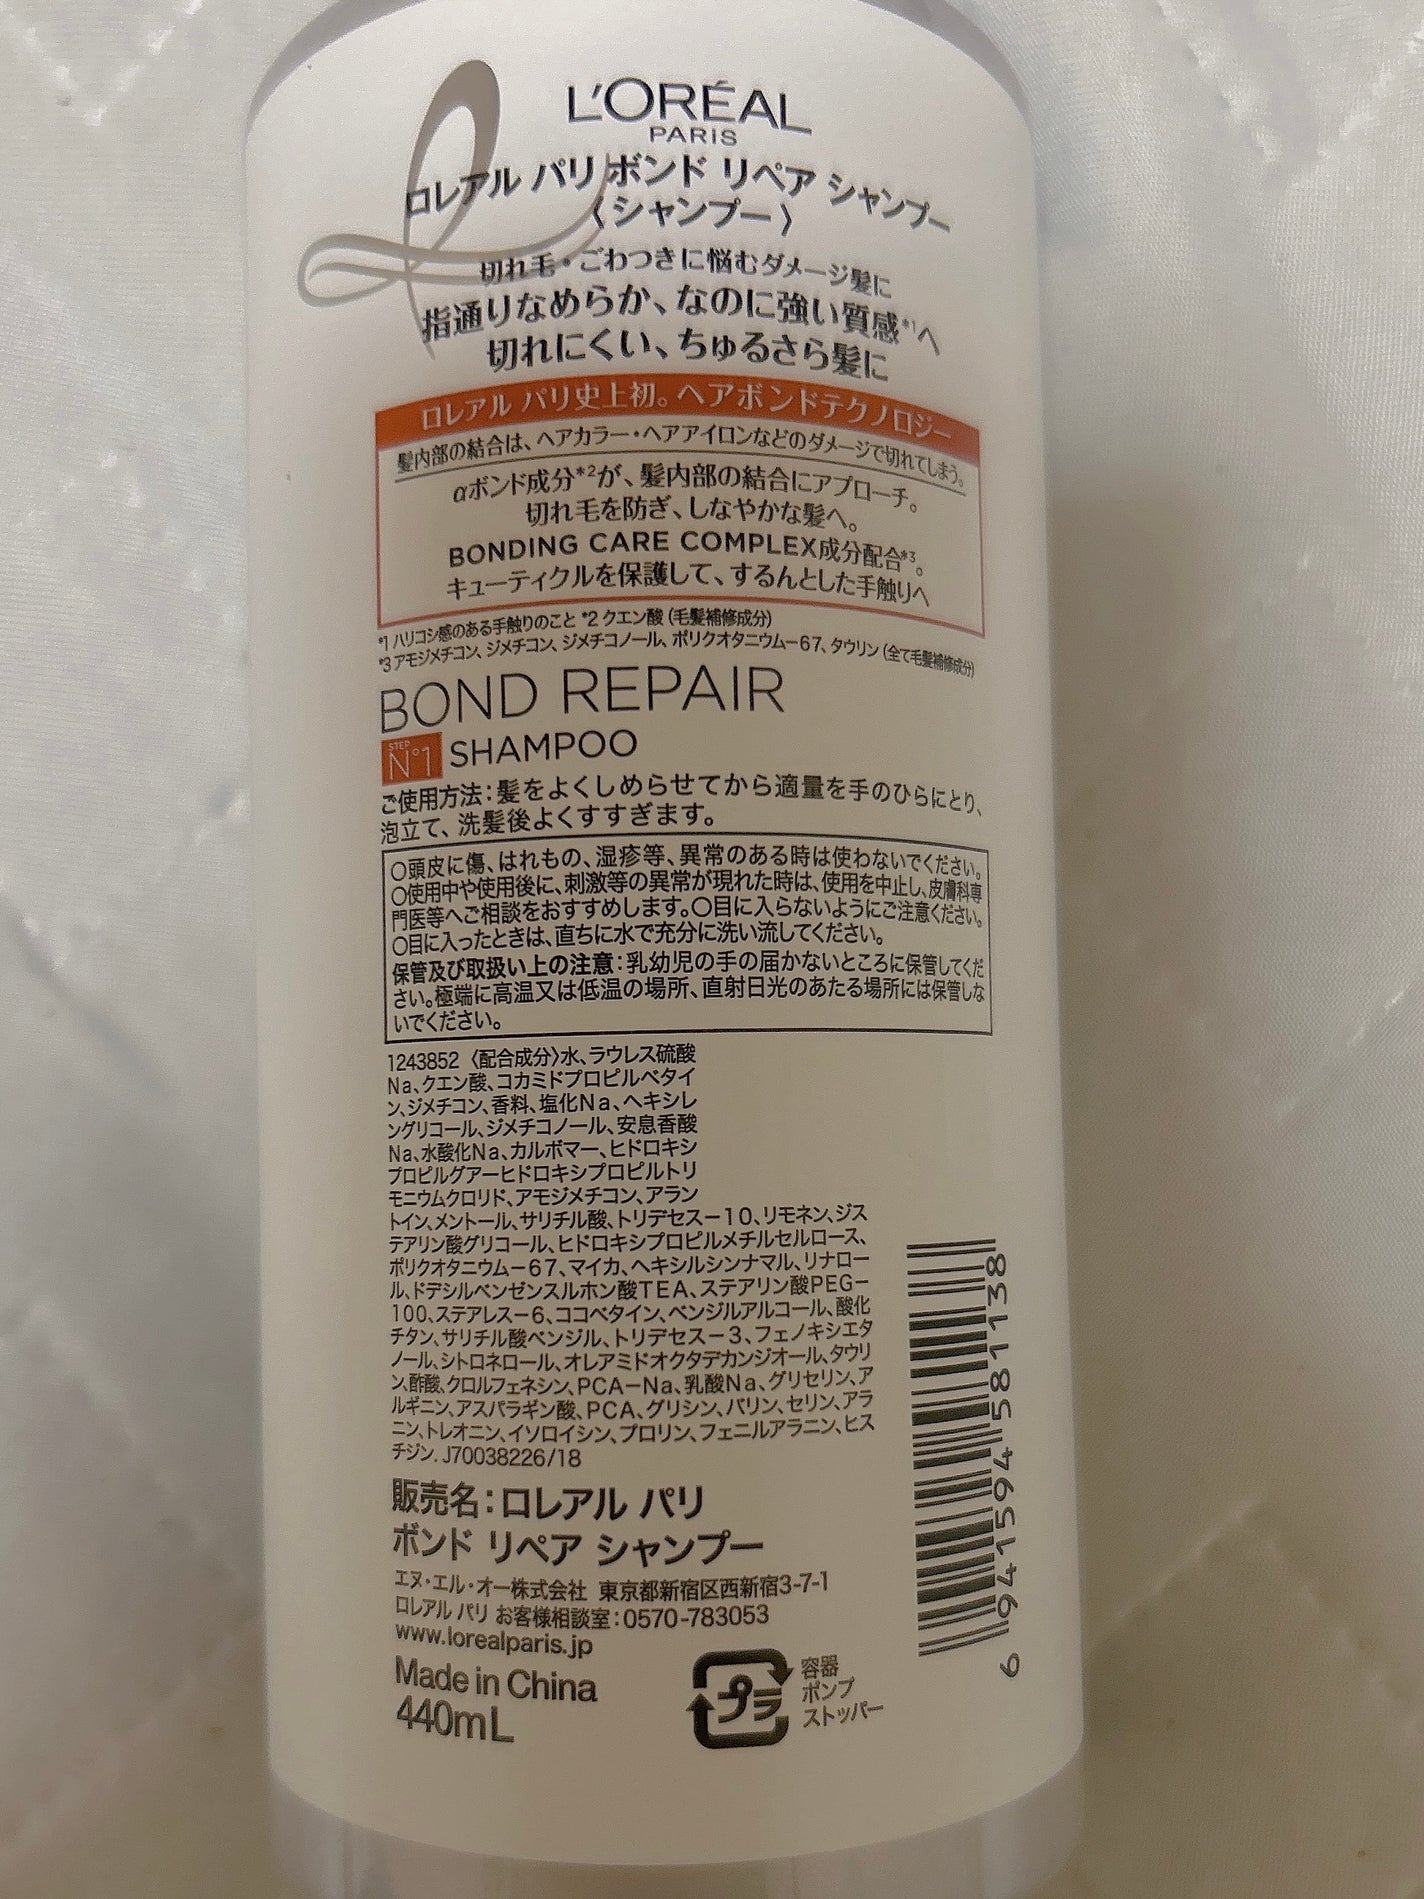 L'ORÉAL
PARIS
ロレアル パリ ボンド リペア シャンプー
〈シャンプー〉
切れ毛・ごわつきに悩むダメージ髪に
指通りなめらか、なのに強い質感*1へ
切れにくい、ちゅるさら髪に
ロレアル パリ史上初。ヘアボンドテクノロジー
髪内部の結合は、ヘアカラー・ヘアアイロンなどのダメージで切れてしまう。
αボンド成分*2が、髪内部の結合にアプローチ。
切れ毛を防ぎ、しなやかな髪へ。
BONDING CARE COMPLEX成分配合*3。
キューティクルを保護して、するんとした手触りへ
*1 ハリコシ感のある手触りのこと *2 クエン酸 (毛髪補修成分)
*3 アモジメチコン、ジメチコン、ジメチコノール、ポリクオタニウムー67、タウリン (全て毛髪補修成分)
BOND REPAIR
STEP
N°1 SHAMPOO
ご使用方法：髪をよくしめらせてから適量を手のひらにとり、
泡立て、洗髪後よくすすぎます。
〇頭皮に傷、はれもの、湿疹等、異常のある時は使わないでください。
〇使用中や使用後に、刺激等の異常が現れた時は、使用を中止し、皮膚科専
門医等へご相談をおすすめします。〇目に入らないようにご注意ください。
〇目に入ったときは、直ちに水で充分に洗い流してください。
保管及び取扱い上の注意：乳幼児の手の届かないところに保管してくだ
さい。極端に高温又は低温の場所、直射日光のあたる場所には保管しな
いでください。
1243852 〈配合成分〉水、ラウレス硫酸
Na、クエン酸、コカミドプロピルベタイ
ン、ジメチコン、香料、塩化Na、ヘキシレ
ングリコール、ジメチコノール、安息香酸
Na、水酸化Na、カルボマー、ヒドロキシ
プロピルグアーヒドロキシプロピルトリ
モニウムクロリド、アモジメチコン、アラン
トイン、メントール、サリチル酸、トリデセスー10、リモネン、ジス
テアリン酸グリコール、ヒドロキシプロピルメチルセルロース、
ポリクオタニウムー67、マイカ、ヘキシルシンナマル、リナロー
ル、ドデシルベンゼンスルホン酸TEA、ステアリン酸PEGー
100、ステアレスー6、ココベタイン、ベンジルアルコール、酸化
チタン、サリチル酸ベンジル、トリデセスー3、フェノキシエタ
ノール、シトロネロール、オレアミドオクタデカンジオール、タウリ
ン、酢酸、クロルフェネシン、PCAーNa、乳酸Na、グリセリン、ア
ルギニン、アスパラギン酸、PCA、グリシン、バリン、セリン、アラ
ニン、トレオニン、イソロイシン、プロリン、フェニルアラニン、ヒス
チジン. J70038226/18
販売名：ロレアル パリ
ボンド リペア シャンプー
エヌ・エル・オー株式会社 東京都新宿区西新宿3-7-1
ロレアル パリ お客様相談室：0570-783053
www.lorealparis.jp
Made in China
440mL
プラ
容器
ポンプ
ストッパー
6 941594 581138